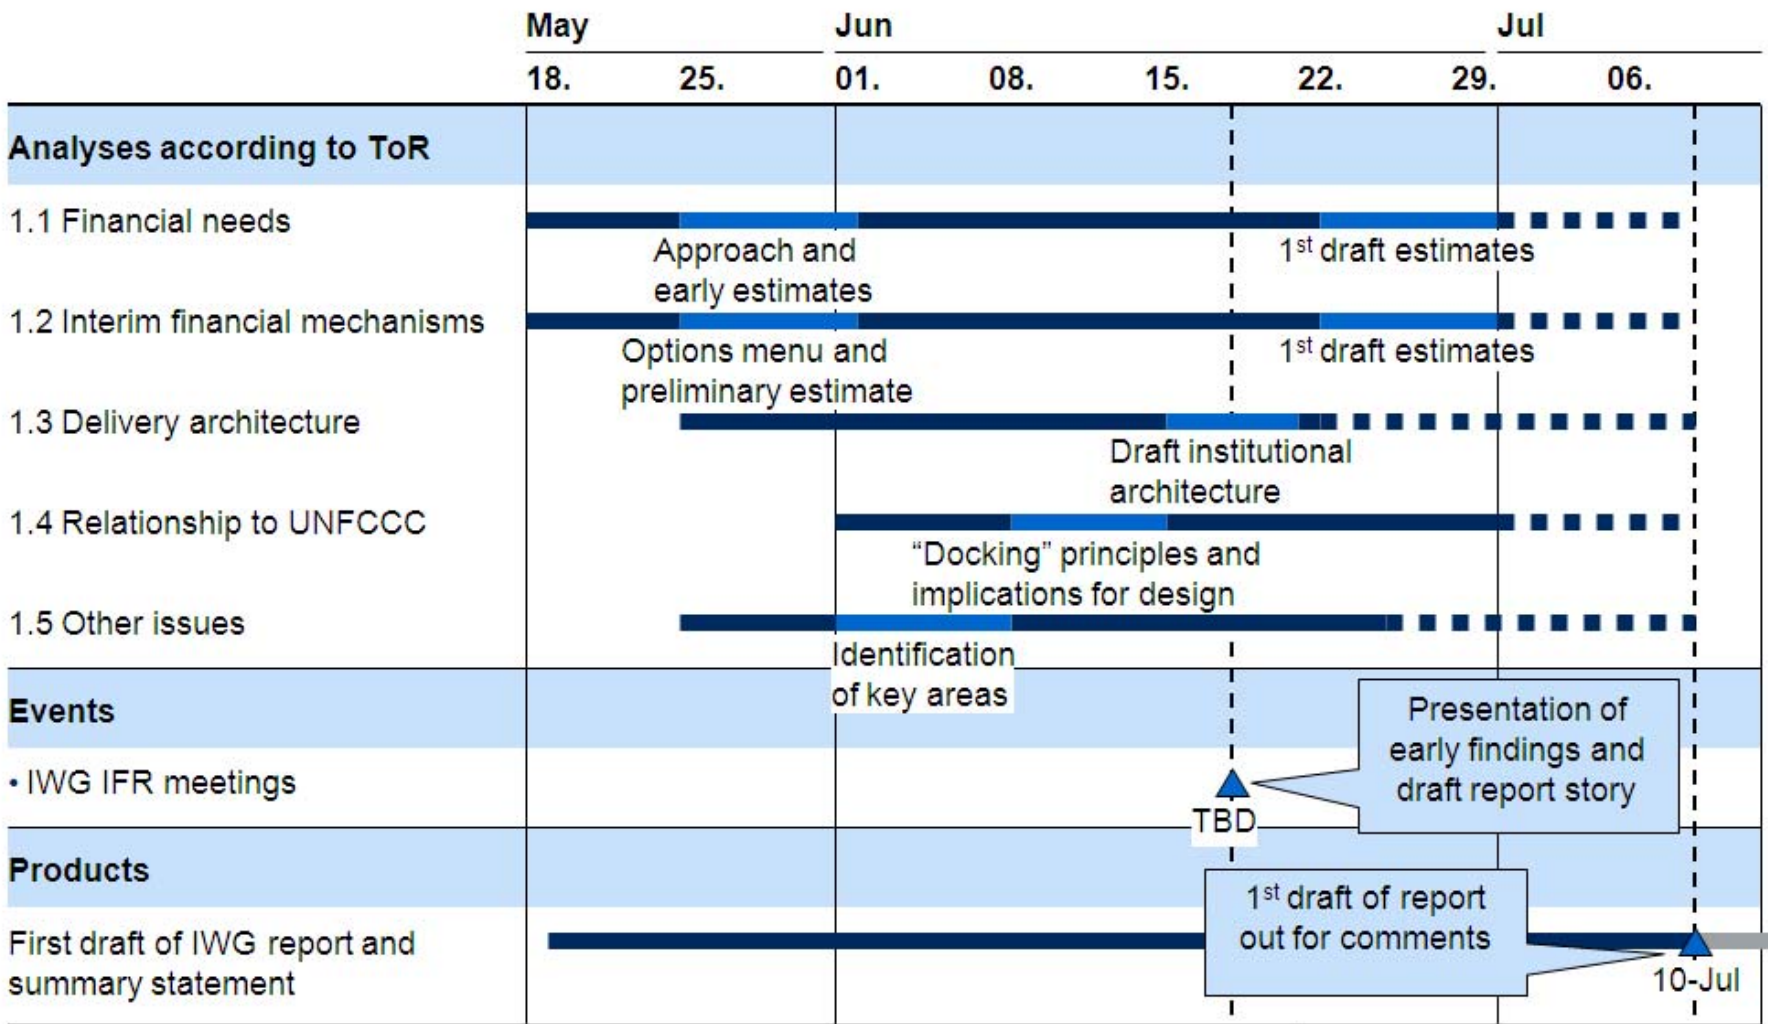 May Jun Jul
18. 25. 01. 08. 15. 22. 29. 06.
Analyses according to ToR
1.1 Financial needs
Approach and
early estimates
1st draft estimates
1.2 Interim financial mechanisms
Options menu and
preliminary estimate
1st draft estimates
1.3 Delivery architecture
Draft institutional
architecture
1.4 Relationship to UNFCCC
“Docking” principles and
implications for design
1.5 Other issues
Identification
of key areas
Events
Presentation of
early findings and
draft report story
• IWG IFR meetings
TBD
Products
1st draft of report
out for comments
First draft of IWG report and
summary statement
10-Jul